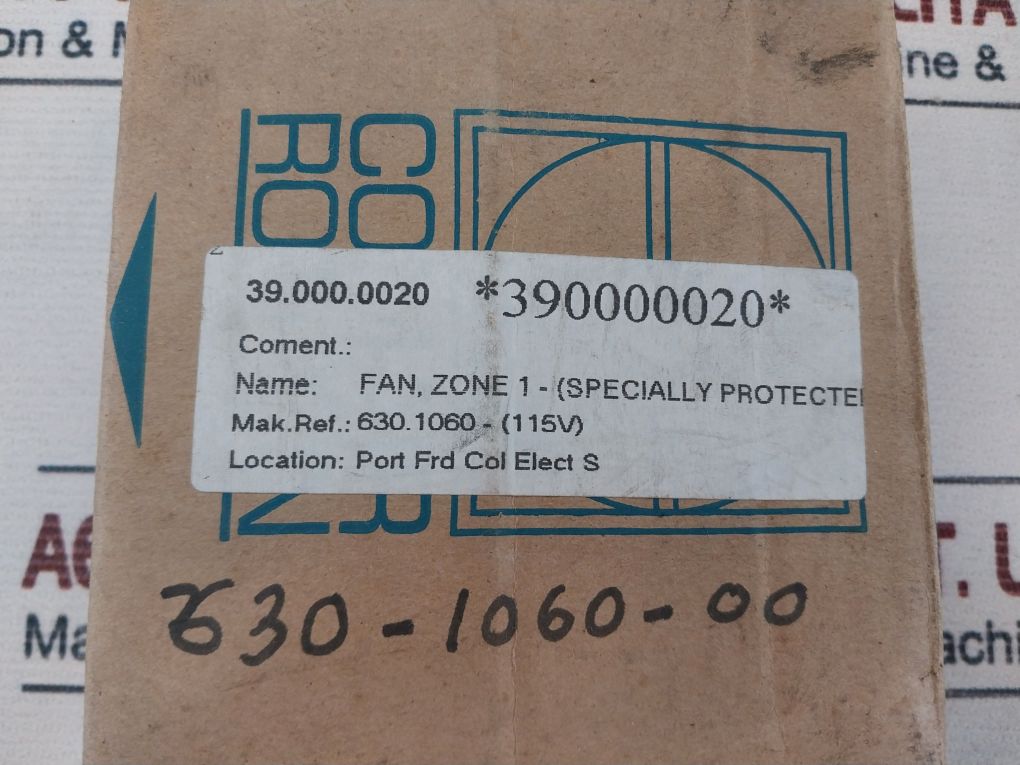 39.000.0020 *390000020*
Coment.:
Name: FAN, ZONE 1 - (SPECIALLY PROTECTE
Mak.Ref.: 630.1060 - (115V)
Location: Port Frd Col Elect S
630-1060-00